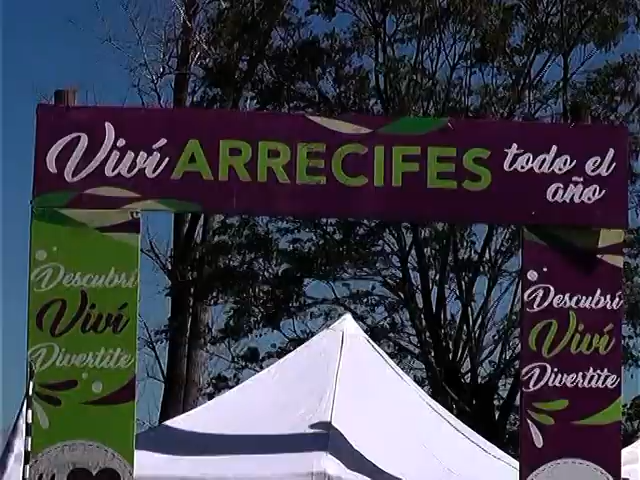 Viví ARRECIFES todo el
año
Descubrí
Viví
Divertite
Descubrí
Viví
Divertite